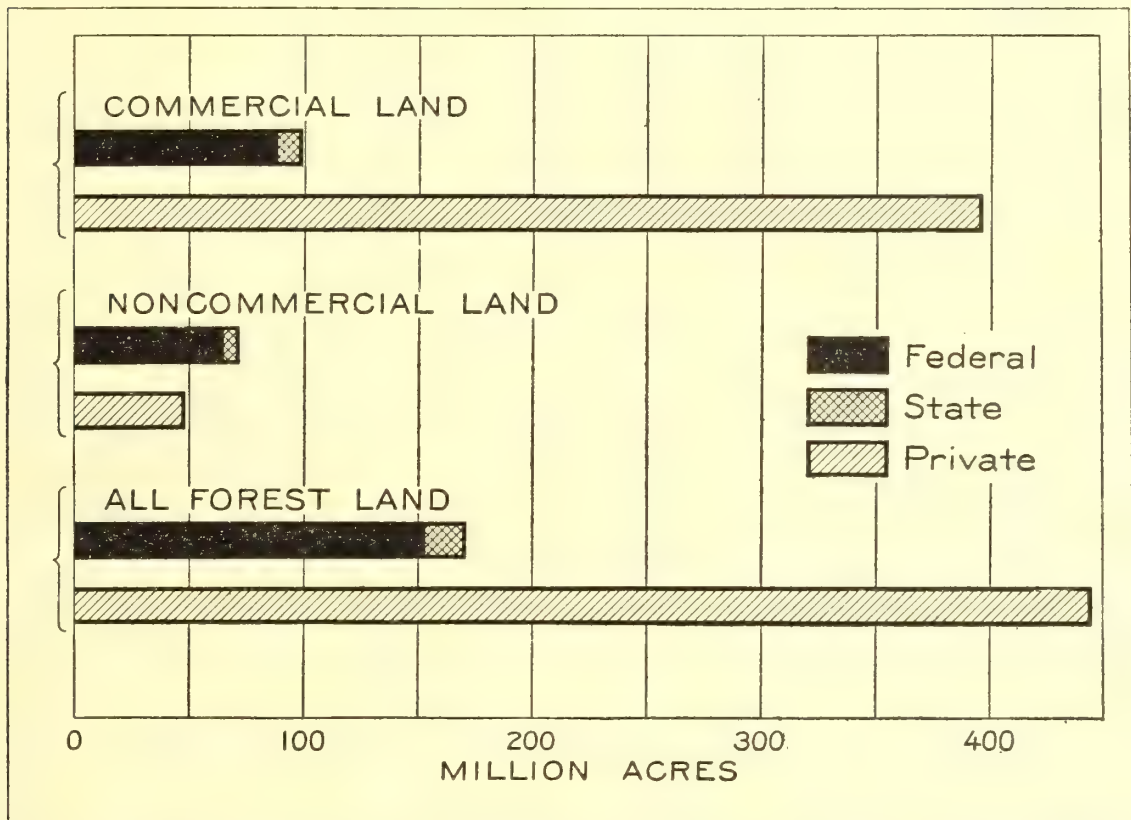 COMMERCIAL LAND
NONCOMMERCIAL LAND
Federal
State
Private
ALL FOREST LAND
0 100 200 300 400
MILLION ACRES